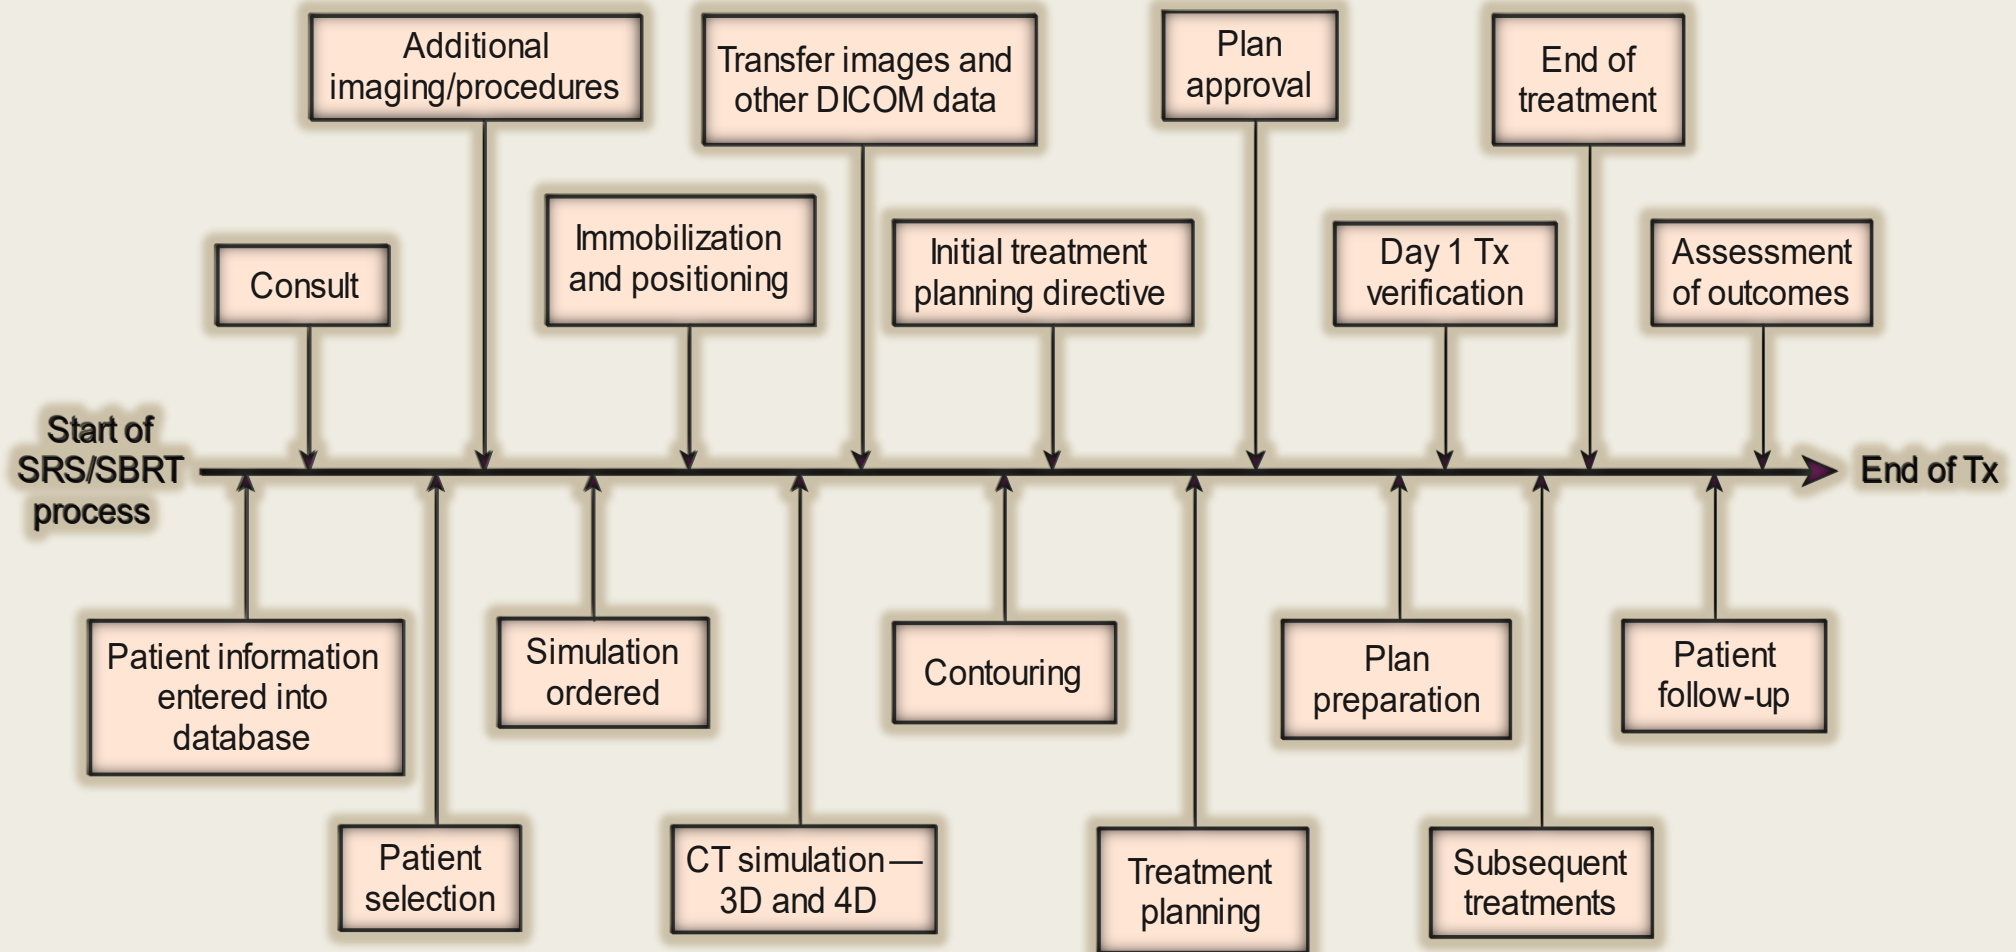 Additional
imaging/procedures
Transfer images and
other DICOM data
Plan
approval
End of
treatment
Consult
Immobilization
and positioning
Initial treatment
planning directive
Day 1 Tx
verification
Assessment
of outcomes
Start of
SRS/SBRT
process
End of Tx
Patient information
entered into
database
Simulation
ordered
Contouring
Plan
preparation
Patient
follow-up
Patient
selection
CT simulation—
3D and 4D
Treatment
planning
Subsequent
treatments